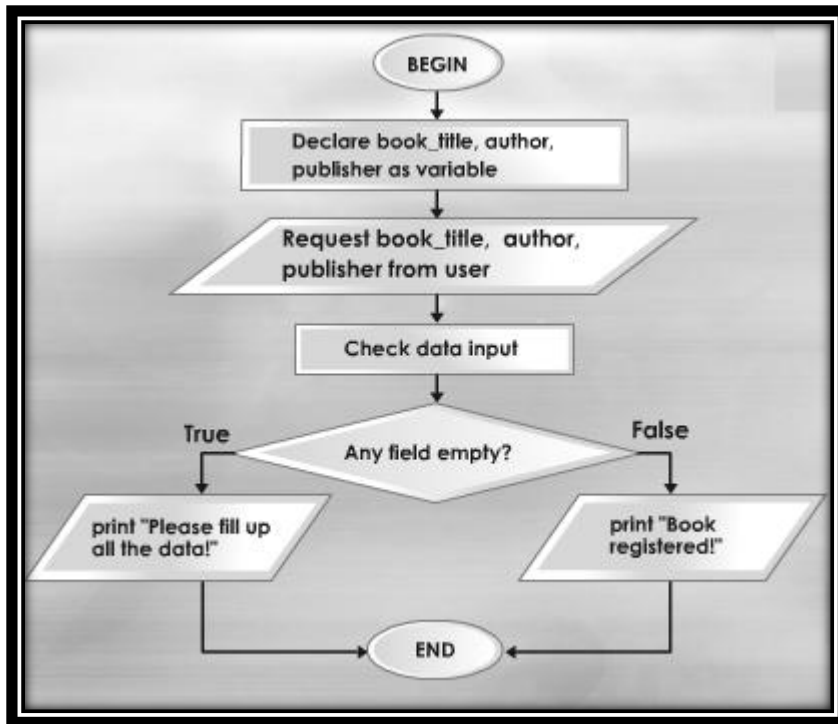 BEGIN
Declare book_title, author,
publisher as variable
Request book_title, author,
publisher from user
Check data input
Any field empty?
True
False
print "Please fill up
all the data!"
print "Book
registered!"
END